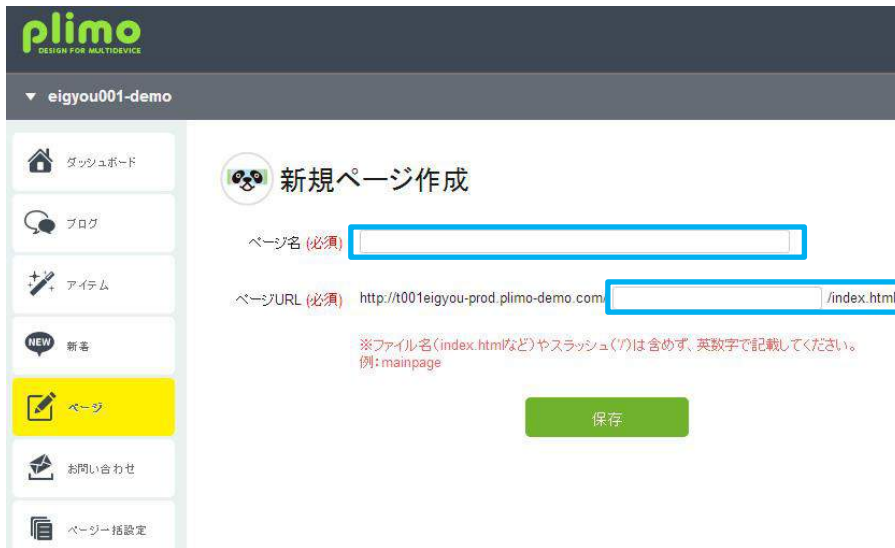 plimo
DESIGN FOR MULTIDEVICE
▼ eigyou001-demo
ダッシュボード
ブログ
アイテム
NEW 新着
ページ
お問い合わせ
ページ一括設定
新規ページ作成
ページ名 (必須)
ページURL (必須) http://t001eigyou-prod.plimo-demo.com/ /index.html
※ファイル名(index.htmlなど)やスラッシュ('/')は含めず、英数字で記載してください。
例:mainpage
保存